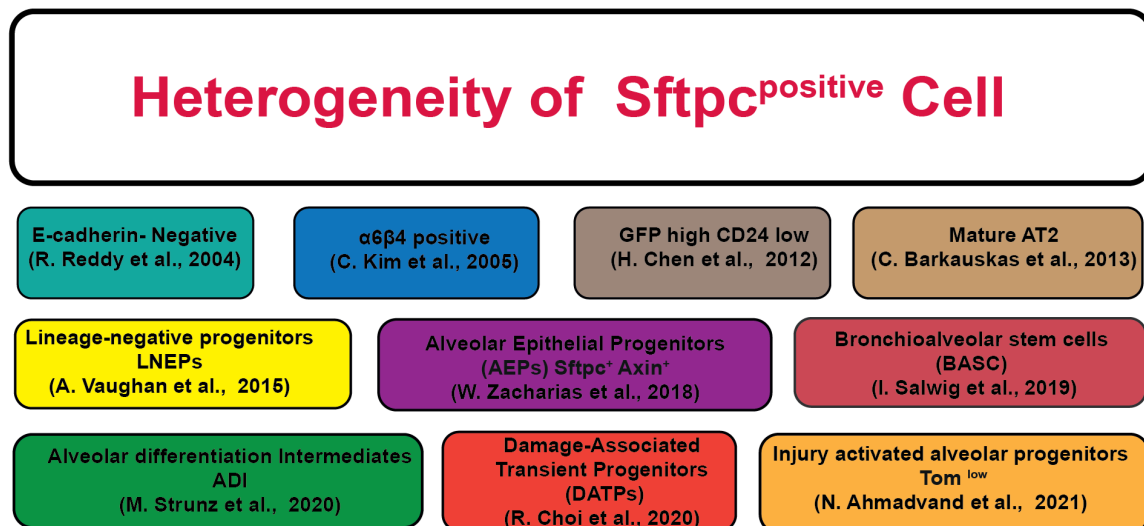 Heterogeneity of Sftpcᵖᵒˢⁱᵗⁱᵛᵉ Cell
E-cadherin- Negative
(R. Reddy et al., 2004)
α6β4 positive
(C. Kim et al., 2005)
GFP high CD24 low
(H. Chen et al., 2012)
Mature AT2
(C. Barkauskas et al., 2013)
Lineage-negative progenitors
LNEPs
(A. Vaughan et al., 2015)
Alveolar Epithelial Progenitors
(AEPs) Sftpc⁺ Axin⁺
(W. Zacharias et al., 2018)
Bronchioalveolar stem cells
(BASC)
(I. Salwig et al., 2019)
Alveolar differentiation Intermediates
ADI
(M. Strunz et al., 2020)
Damage-Associated
Transient Progenitors
(DATPs)
(R. Choi et al., 2020)
Injury activated alveolar progenitors
Tom ˡᵒʷ
(N. Ahmadvand et al., 2021)